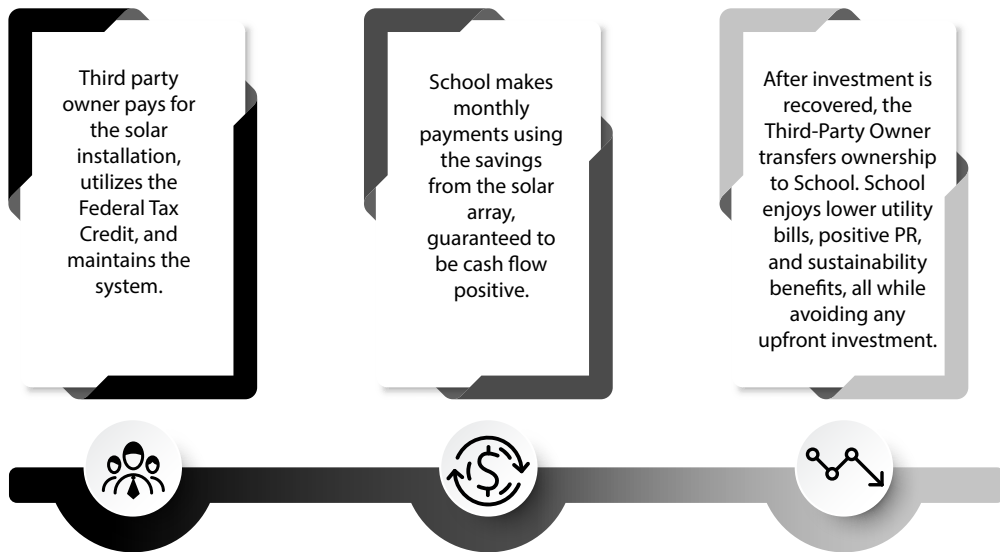 Third party
owner pays for
the solar
installation,
utilizes the
Federal Tax
Credit, and
maintains the
system.
School makes
monthly
payments using
the savings
from the solar
array,
guaranteed to
be cash flow
positive.
After investment is
recovered, the
Third-Party Owner
transfers ownership
to School. School
enjoys lower utility
bills, positive PR,
and sustainability
benefits, all while
avoiding any
upfront investment.
$